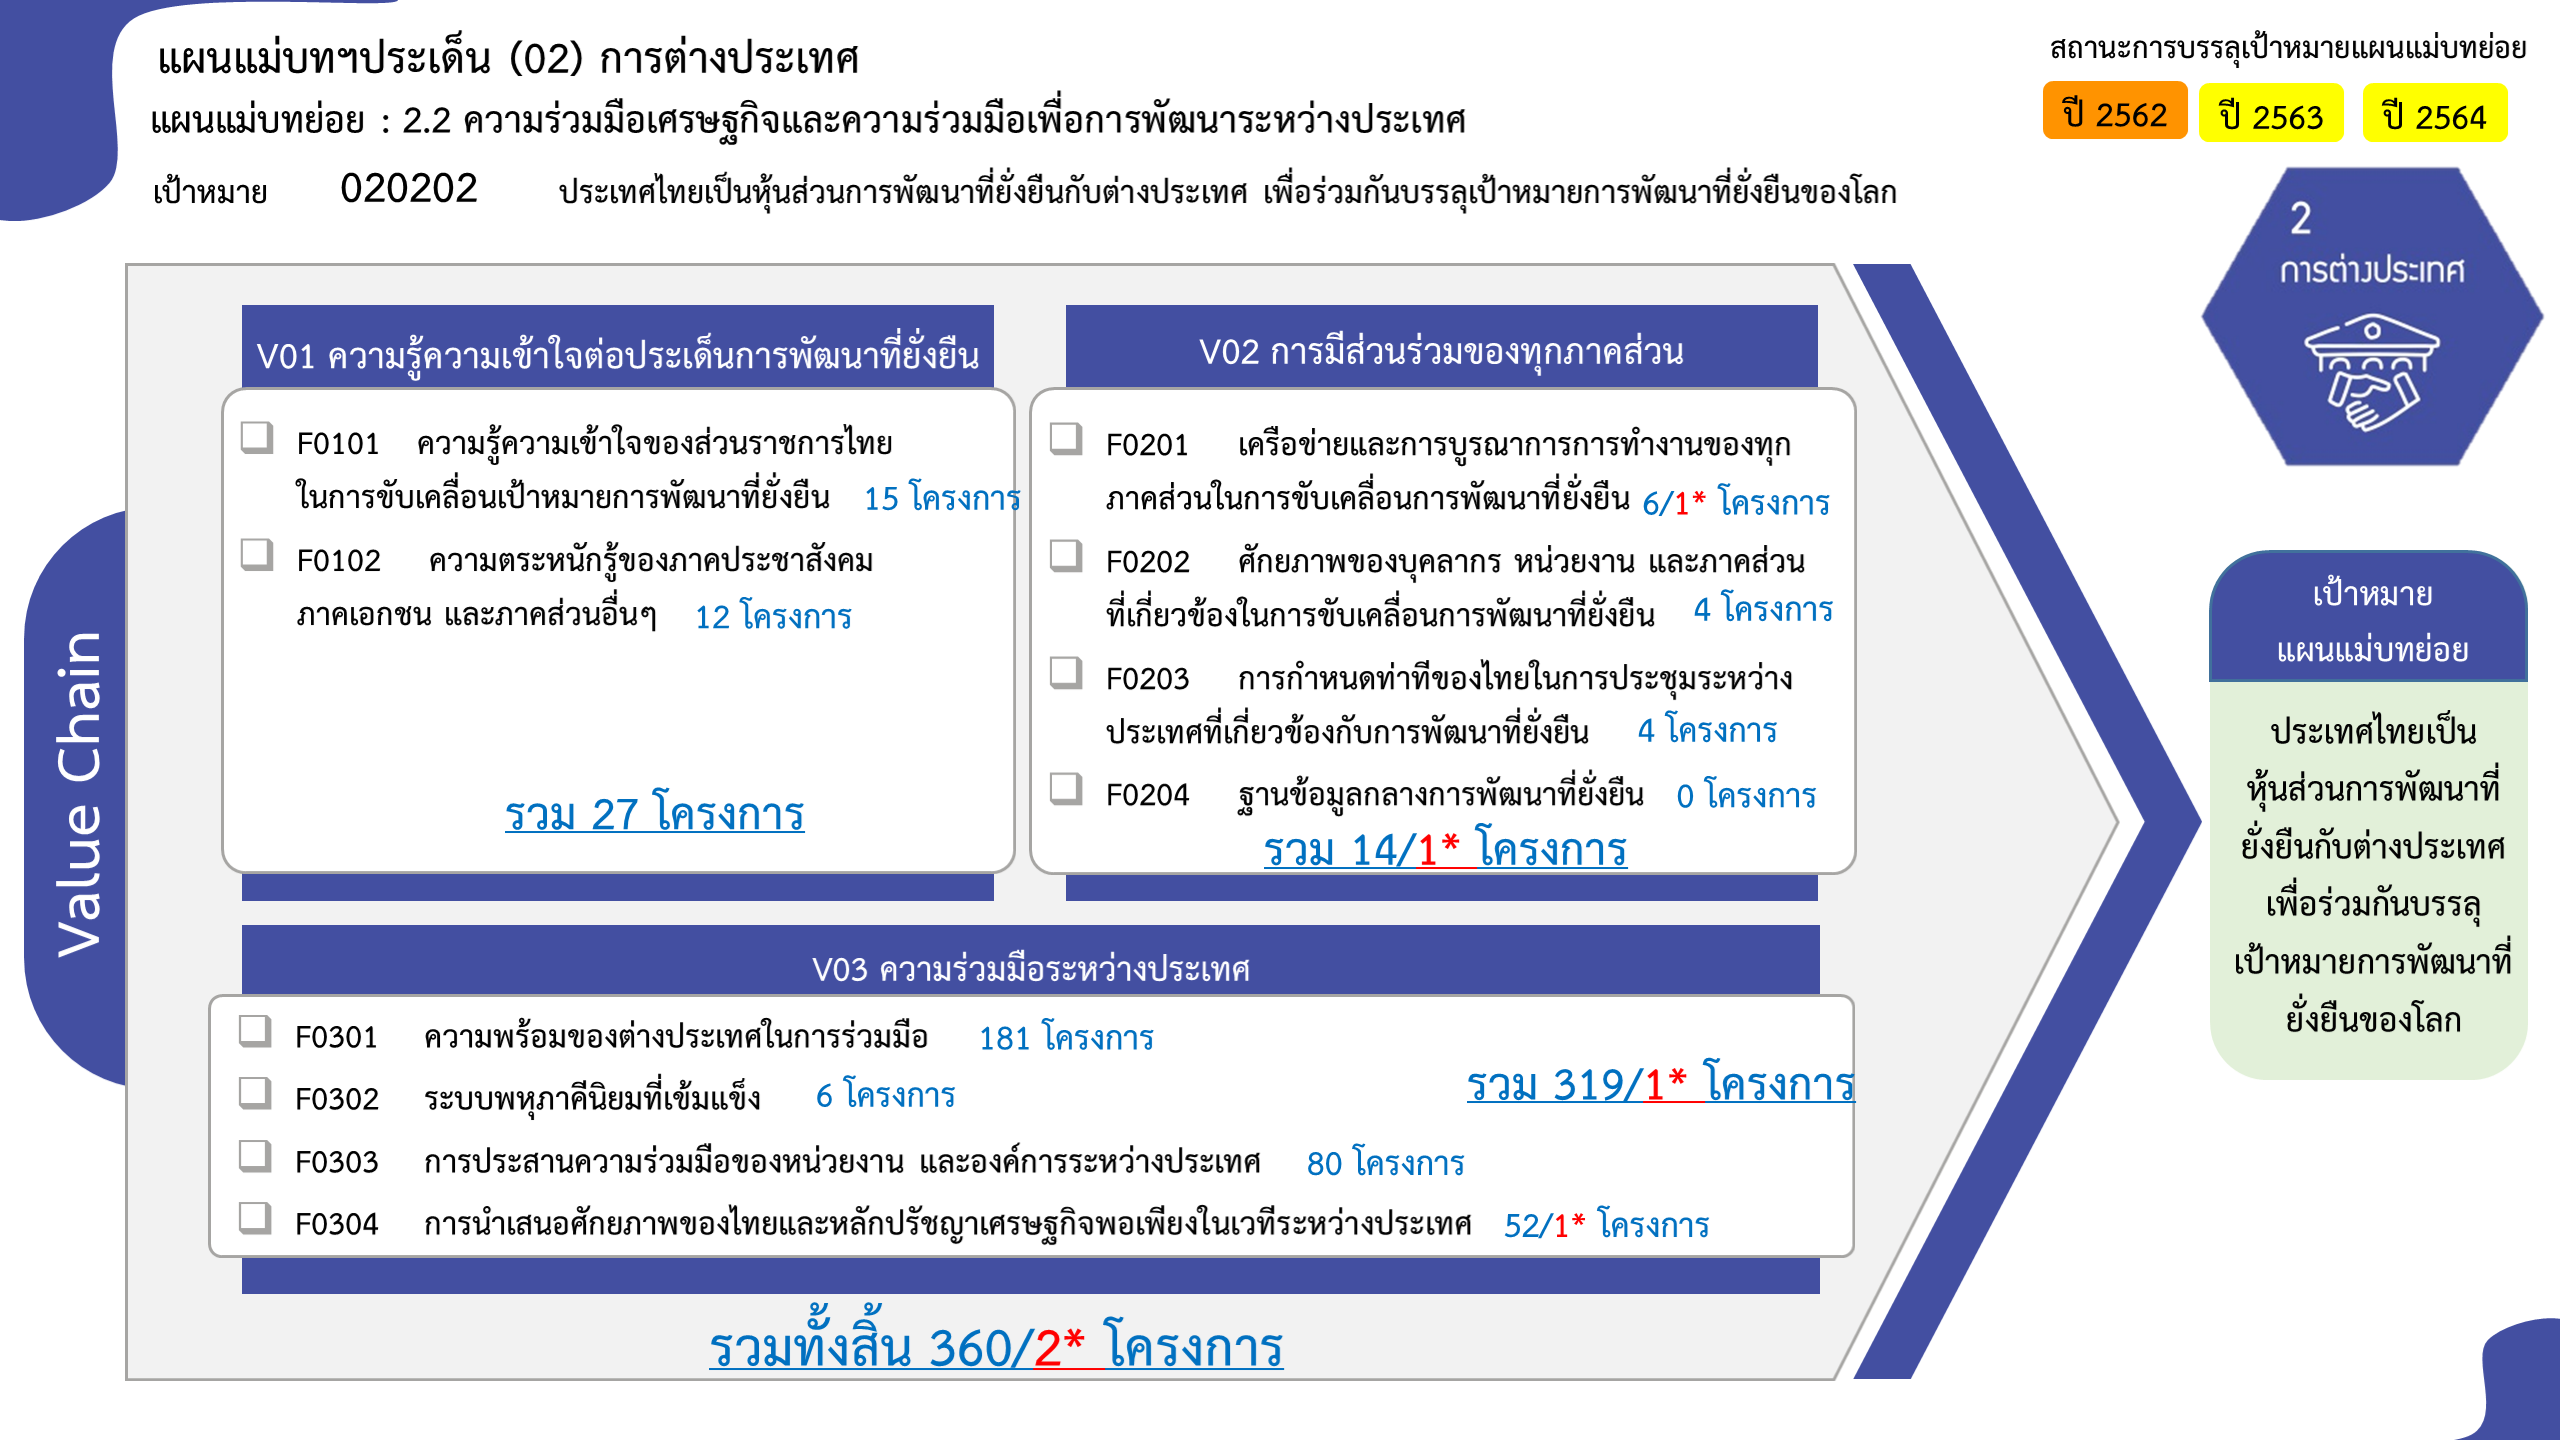 แผนแม่บทฯประเด็น (02) การต่างประเทศ
แผนแม่บทย่อย : 2.2 ความร่วมมือเศรษฐกิจและความร่วมมือเพื่อการพัฒนาระหว่างประเทศ
เป้าหมาย 020202 ประเทศไทยเป็นหุ้นส่วนการพัฒนาที่ยั่งยืนกับต่างประเทศ เพื่อร่วมกันบรรลุเป้าหมายการพัฒนาที่ยั่งยืนของโลก
สถานะการบรรลุเป้าหมายแผนแม่บทย่อย
ปี 2562 ปี 2563 ปี 2564
2
การต่างประเทศ
Value Chain
V01 ความรู้ความเข้าใจต่อประเด็นการพัฒนาที่ยั่งยืน
F0101 ความรู้ความเข้าใจของส่วนราชการไทย
ในการขับเคลื่อนเป้าหมายการพัฒนาที่ยั่งยืน 15 โครงการ
F0102 ความตระหนักรู้ของภาคประชาสังคม
ภาคเอกชน และภาคส่วนอื่นๆ 12 โครงการ
รวม 27 โครงการ
V02 การมีส่วนร่วมของทุกภาคส่วน
F0201 เครือข่ายและการบูรณาการการทำงานของทุก
ภาคส่วนในการขับเคลื่อนการพัฒนาที่ยั่งยืน 6/1* โครงการ
F0202 ศักยภาพของบุคลากร หน่วยงาน และภาคส่วน
ที่เกี่ยวข้องในการขับเคลื่อนการพัฒนาที่ยั่งยืน 4 โครงการ
F0203 การกำหนดท่าทีของไทยในการประชุมระหว่าง
ประเทศที่เกี่ยวข้องกับการพัฒนาที่ยั่งยืน 4 โครงการ
F0204 ฐานข้อมูลกลางการพัฒนาที่ยั่งยืน 0 โครงการ
รวม 14/1* โครงการ
V03 ความร่วมมือระหว่างประเทศ
F0301 ความพร้อมของต่างประเทศในการร่วมมือ 181 โครงการ
F0302 ระบบพหุภาคีนิยมที่เข้มแข็ง 6 โครงการ
รวม 319/1* โครงการ
F0303 การประสานความร่วมมือของหน่วยงาน และองค์การระหว่างประเทศ 80 โครงการ
F0304 การนำเสนอศักยภาพของไทยและหลักปรัชญาเศรษฐกิจพอเพียงในเวทีระหว่างประเทศ 52/1* โครงการ
รวมทั้งสิ้น 360/2* โครงการ
เป้าหมาย
แผนแม่บทย่อย
ประเทศไทยเป็น
หุ้นส่วนการพัฒนาที่
ยั่งยืนกับต่างประเทศ
เพื่อร่วมกันบรรลุ
เป้าหมายการพัฒนาที่
ยั่งยืนของโลก